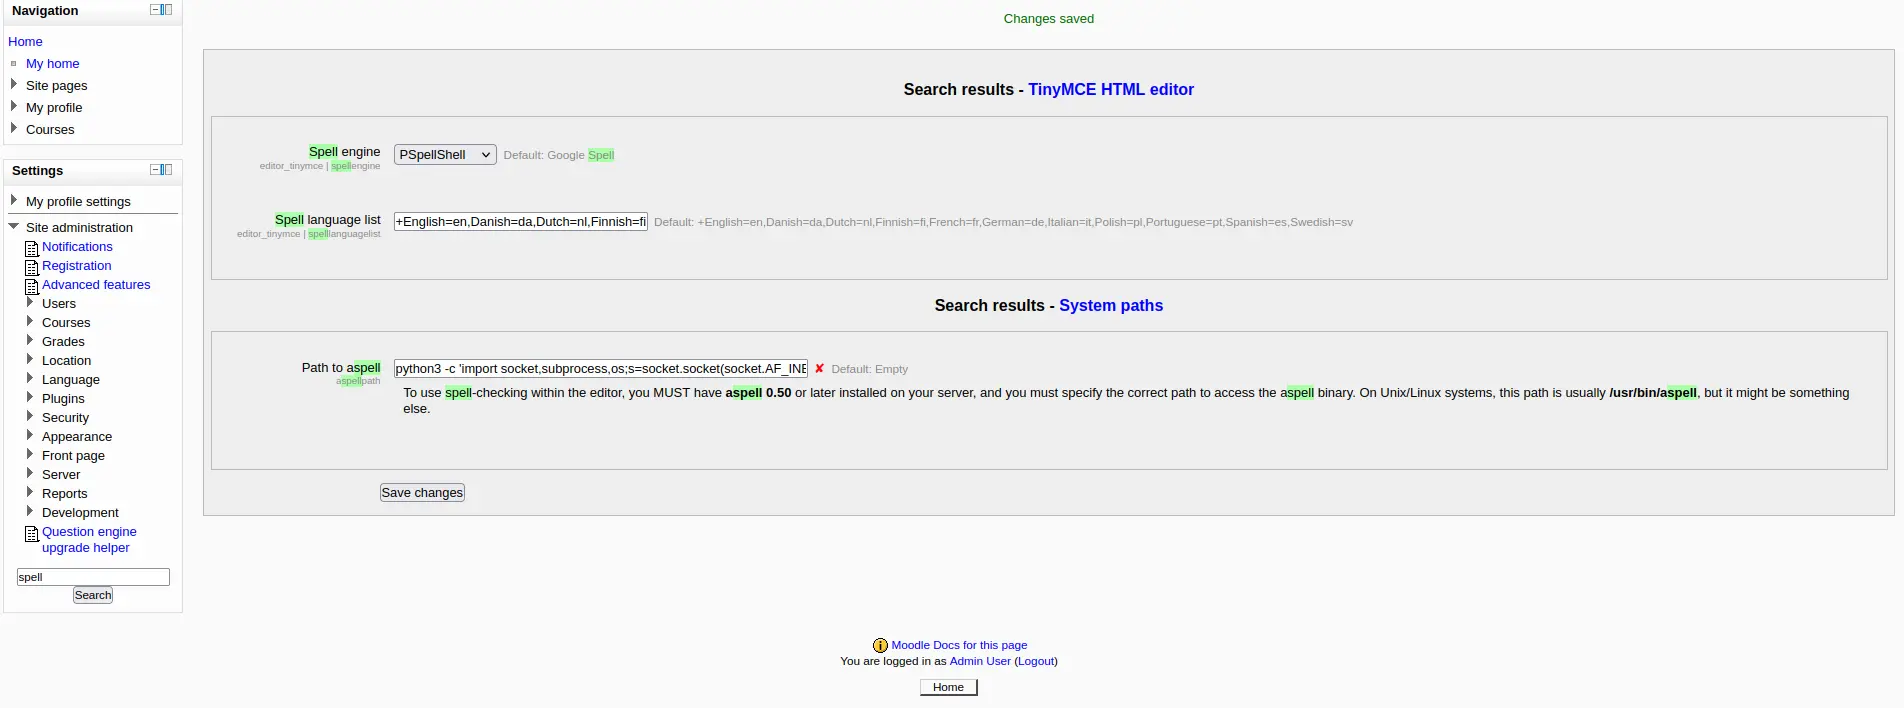 Navigation
Home
My home
Site pages
My profile
Courses
Settings
My profile settings
Site administration
Notifications
Registration
Advanced features
Users
Courses
Grades
Location
Language
Plugins
Security
Appearance
Front page
Server
Reports
Development
Question engine
upgrade helper
spell
Search
Changes saved
Search results - TinyMCE HTML editor
Spell engine
editor_tinymce | spellengine
PSpellShell
Default: Google Spell
Spell language list
editor_tinymce | spelllanguagelist
+English=en,Danish=da,Dutch=nl,Finnish=fi
Default: +English=en,Danish=da,Dutch=nl,Finnish=fi,French=fr,German=de,Italian=it,Polish=pl,Portuguese=pt,Spanish=es,Swedish=sv
Search results - System paths
Path to aspell
aspellpath
python3 -c 'import socket,subprocess,os;s=socket.socket(socket.AF_INE
✘ Default: Empty
To use spell-checking within the editor, you MUST have aspell 0.50 or later installed on your server, and you must specify the correct path to access the aspell binary. On Unix/Linux systems, this path is usually /usr/bin/aspell, but it might be something
else.
Save changes
Moodle Docs for this page
You are logged in as Admin User (Logout)
Home